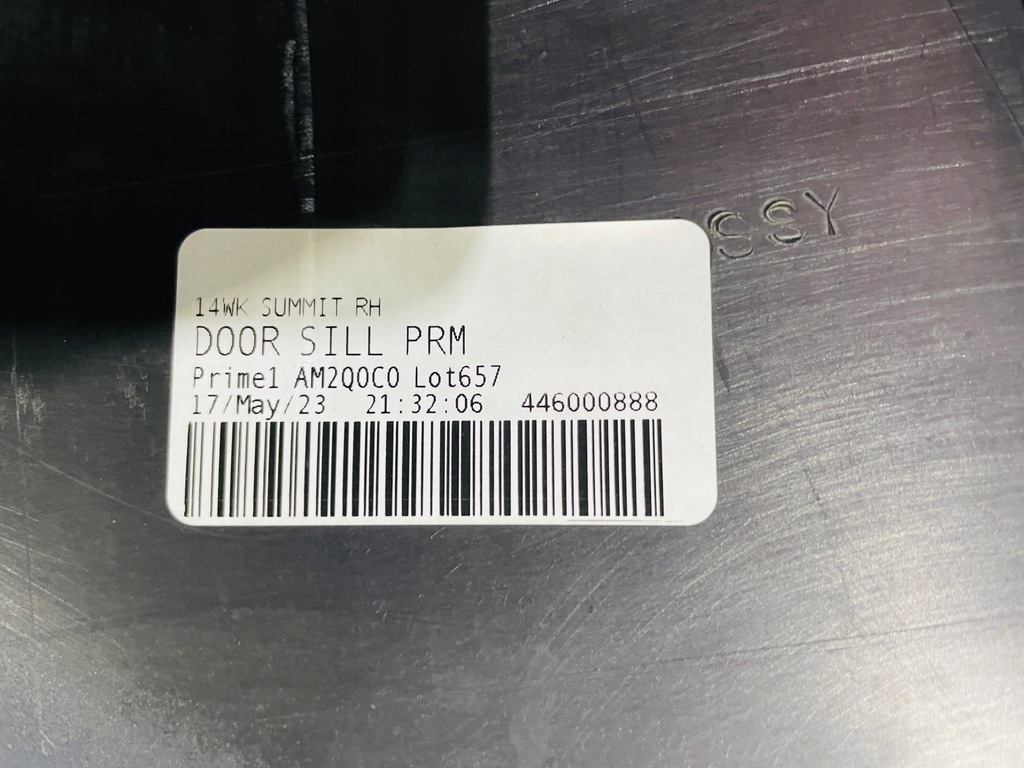 SSY
14WK SUMMIT RH
DOOR SILL PRM
Prime1 AM2Q0C0 Lot657
17/May/23 21:32:06 446000888